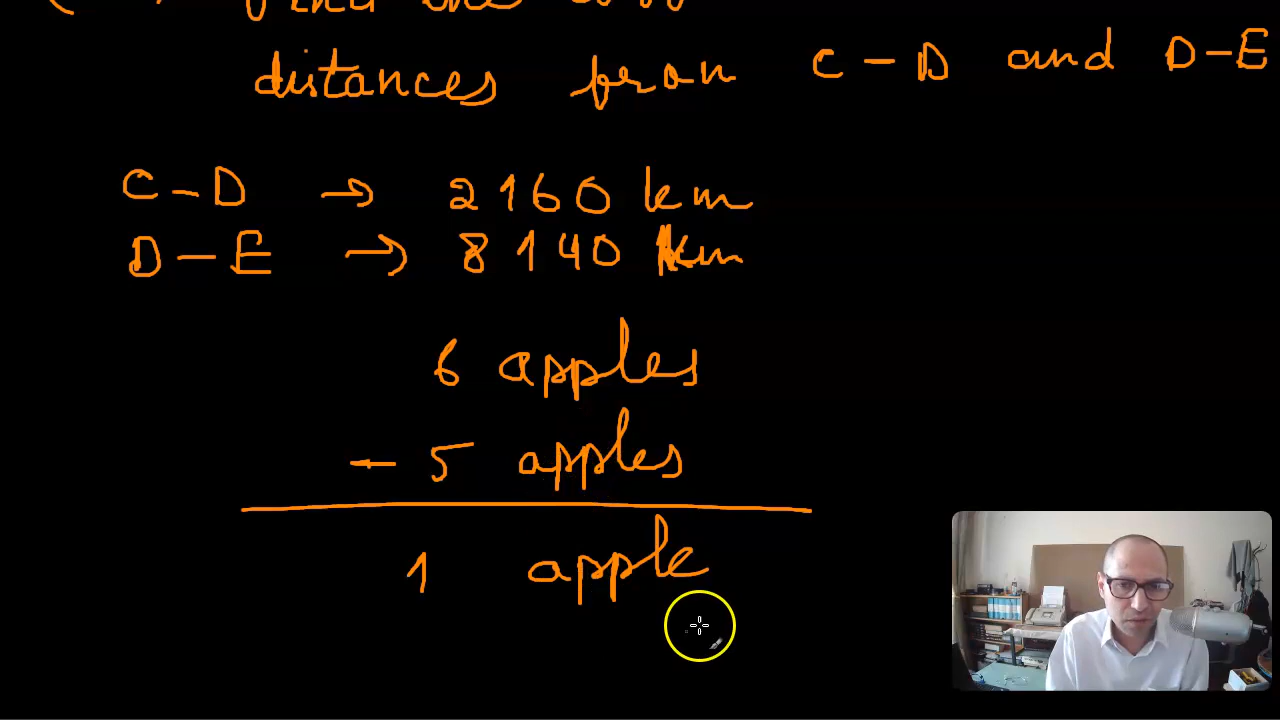 distances from C - D and D - E
C - D → 2160 km
D - E → 8140 km
6 apples
- 5 apples
1 apple